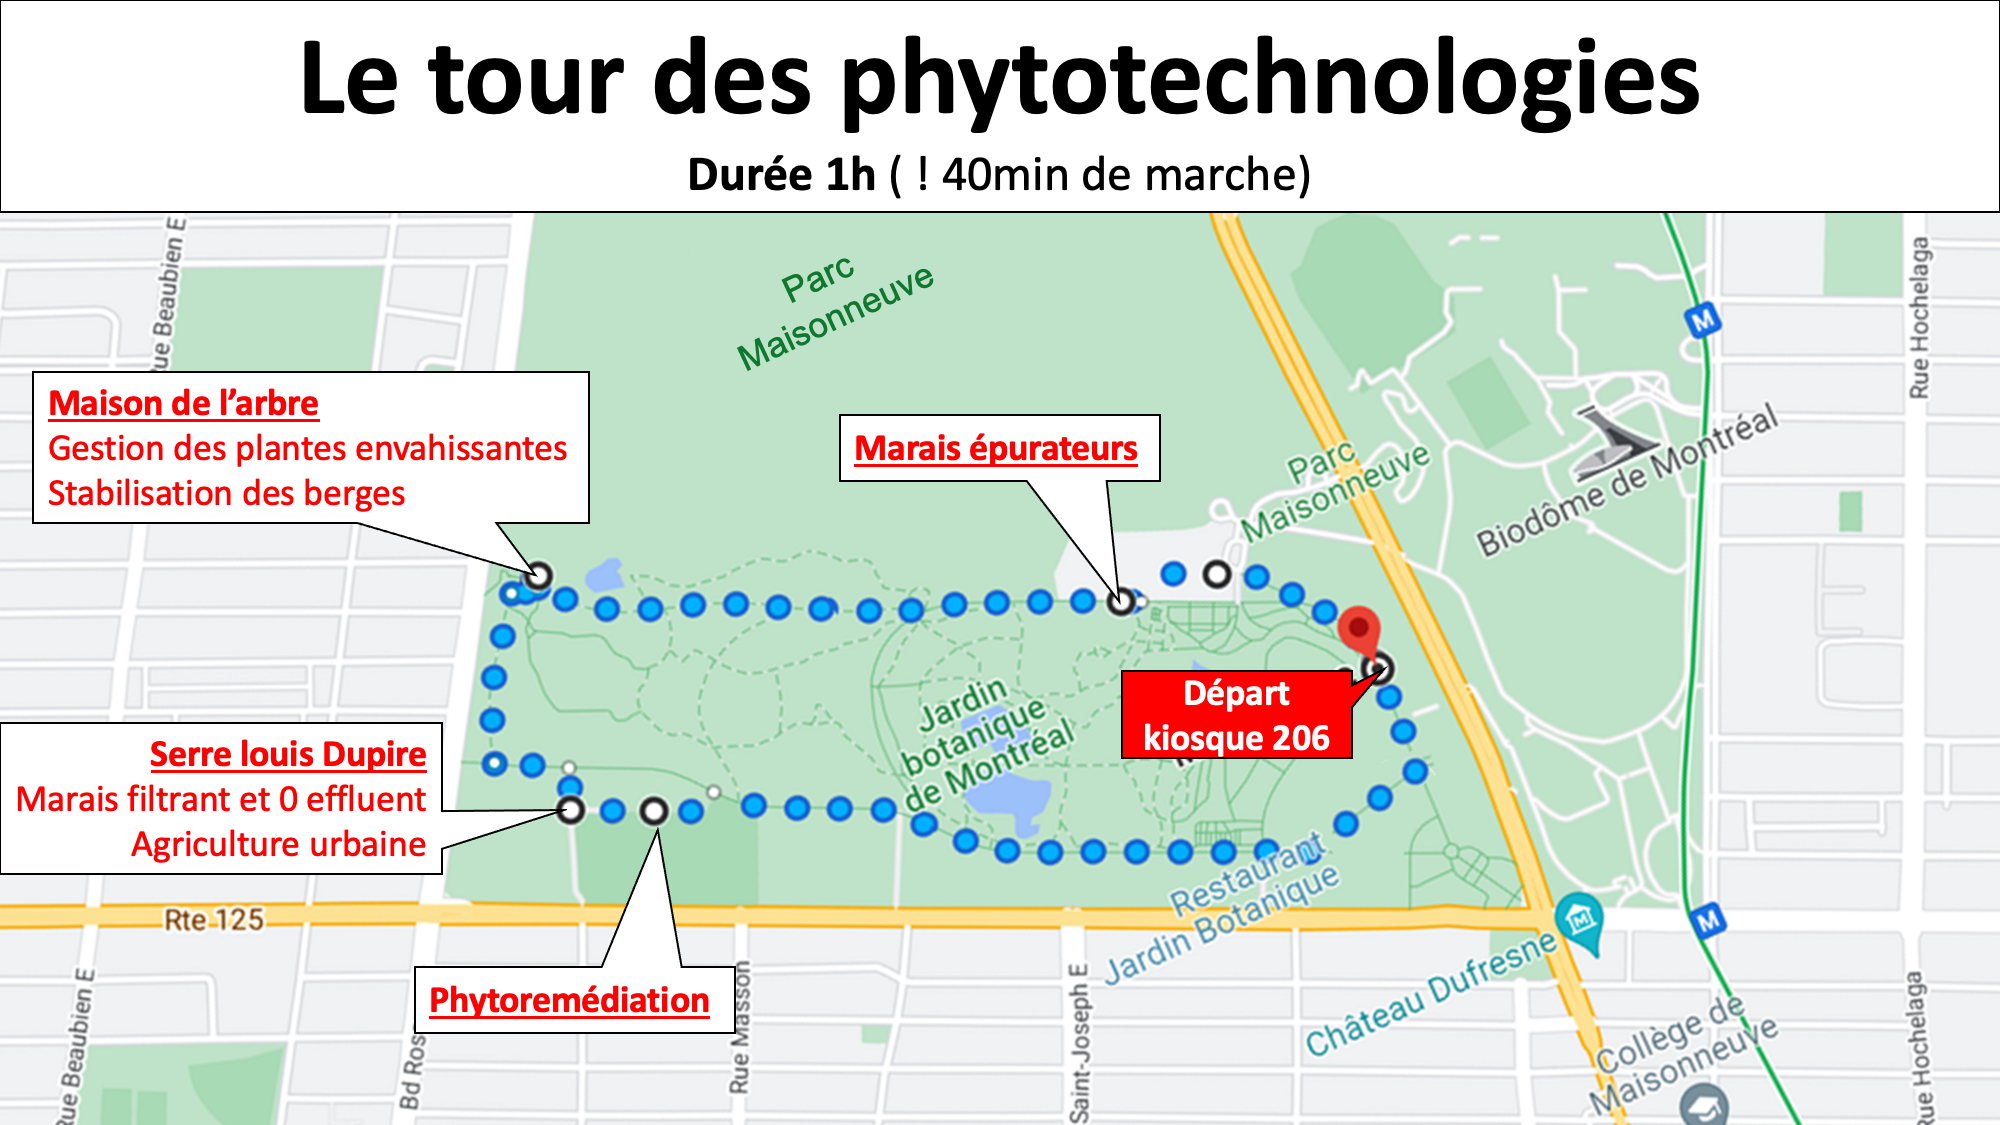 Le tour des phytotechnologies
Durée 1h ( ! 40min de marche)
Rue Beaubien E
Parc
Maisonneuve
Rue Hochelaga
Maison de l’arbre
Gestion des plantes envahissantes
Stabilisation des berges
Marais épurateurs
Parc
Maisonneuve
Biodôme de Montréal
M
Départ
kiosque 206
Jardin
botanique
de Montréal
Serre louis Dupire
Marais filtrant et 0 effluent
Agriculture urbaine
Restaurant
Jardin Botanique
Rte 125
M
M
Château Dufresne
Phytoremédiation
Rue Beaubien E
Bd Ros
Rue Masson
Saint-Joseph E
Collège de
Maisonneuve
Rue Hochelaga